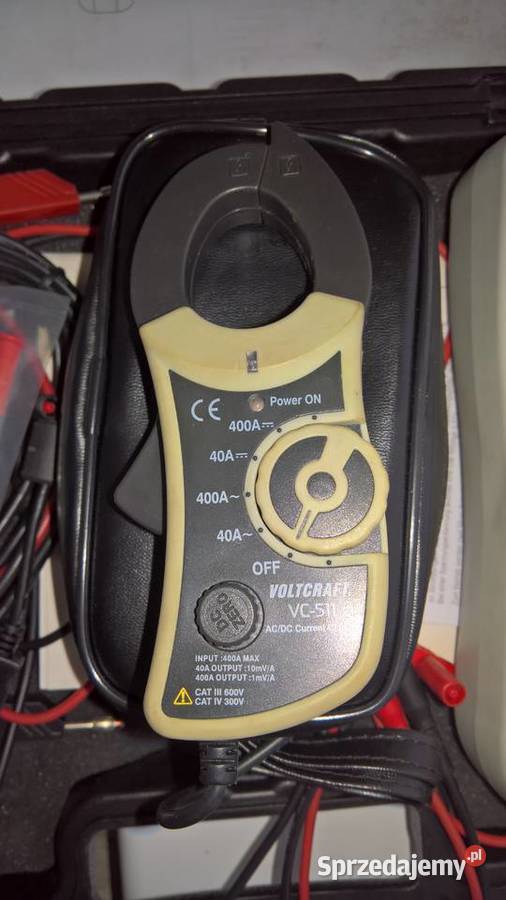 CE
Power ON
400A⎓
40A⎓
400A~
40A~
OFF
VOLTCRAFT
VC-511
AC/DC Current
DC
ZERO
INPUT :400A MAX
40A OUTPUT :10mV/A
400A OUTPUT :1mV/A
CAT III 600V
CAT IV 300V
Sprzedajemy.pl